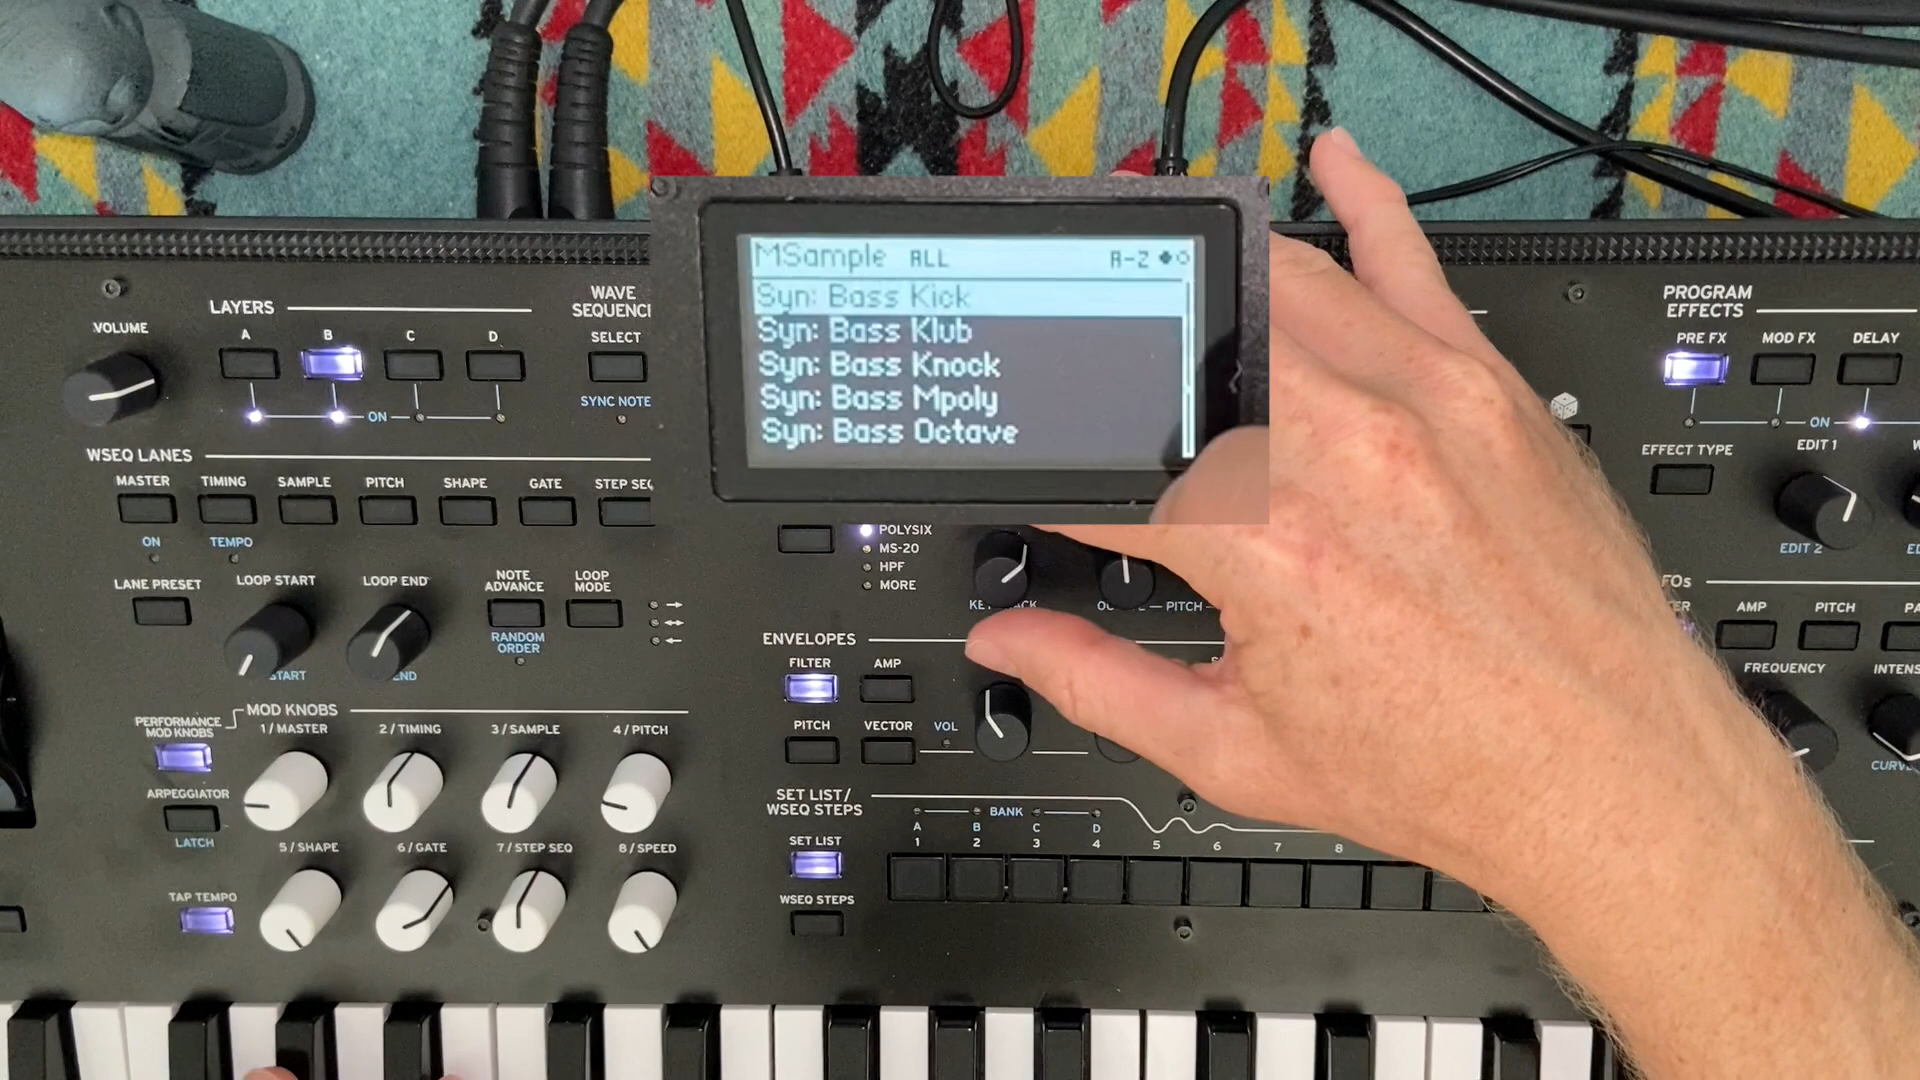 MSample ALL A-Z
Syn: Bass Kick
Syn: Bass Klub
Syn: Bass Knock
Syn: Bass Mpoly
Syn: Bass Octave
VOLUME
LAYERS
A B C D
ON
WAVE
SELECT
SYNC NOTE
WSEQ LANES
MASTER TIMING SAMPLE PITCH SHAPE GATE STEP
ON TEMPO
LANE PRESET
LOOP START
LOOP END
NOTE
ADVANCE
RANDOM
ORDER
LOOP
MODE
START
END
PERFORMANCE
MOD KNOBS
MOD KNOBS
1/MASTER 2/TIMING 3/SAMPLE 4/PITCH
ARPEGGIATOR
LATCH
5/SHAPE 6/GATE 7/STEP SEQ 8/SPEED
TAP TEMPO
POLYSIX
MS-20
HPF
MORE
PITCH
ENVELOPES
FILTER AMP
PITCH VECTOR VOL
SET LIST/
WSEQ STEPS
BANK
A B C D
1 2 3 4 5 6 7 8
SET LIST
WSEQ STEPS
PROGRAM
EFFECTS
PRE FX MOD FX DELAY
ON
EFFECT TYPE
EDIT 1
EDIT 2
AMP PITCH
FREQUENCY